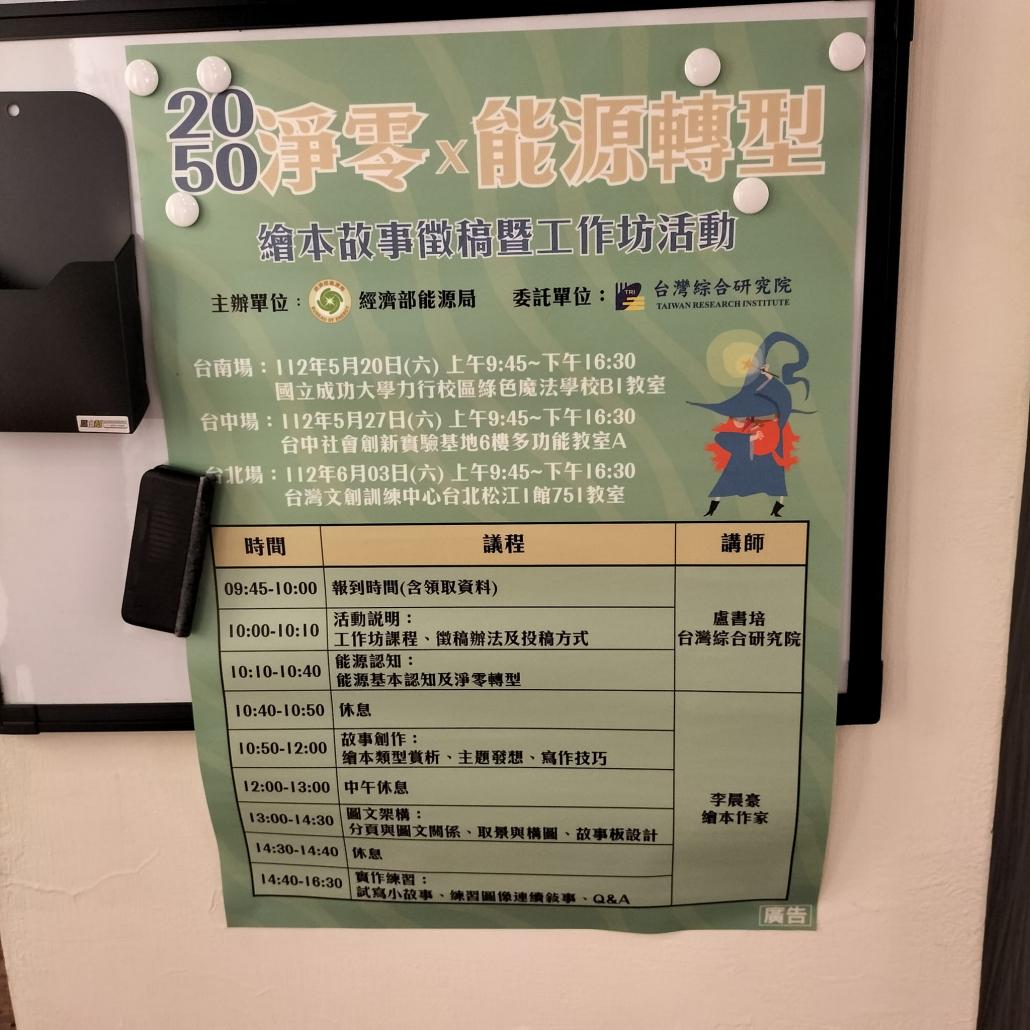 2050淨零x能源轉型
繪本故事徵稿暨工作坊活動
主辦單位：經濟部能源局 委託單位：TRI 台灣綜合研究院
TAIWAN RESEARCH INSTITUTE
台南場：112年5月20日(六) 上午9:45~下午16:30
國立成功大學力行校區綠色魔法學校B1教室
台中場：112年5月27日(六) 上午9:45~下午16:30
台中社會創新實驗基地6樓多功能教室A
台北場：112年6月03日(六) 上午9:45~下午16:30
台灣文創訓練中心台北松江1館751教室
時間 議程 講師
09:45-10:00 報到時間(含領取資料)
10:00-10:10 活動說明：
工作坊課程、徵稿辦法及投稿方式
盧書培
台灣綜合研究院
10:10-10:40 能源認知：
能源基本認知及淨零轉型
10:40-10:50 休息
10:50-12:00 故事創作：
繪本類型賞析、主題發想、寫作技巧
12:00-13:00 中午休息
李晨豪
繪本作家
13:00-14:30 圖文架構：
分頁與圖文關係、取景與構圖、故事板設計
14:30-14:40 休息
14:40-16:30 實作練習：
試寫小故事、練習圖像連續敘事、Q&A
廣告